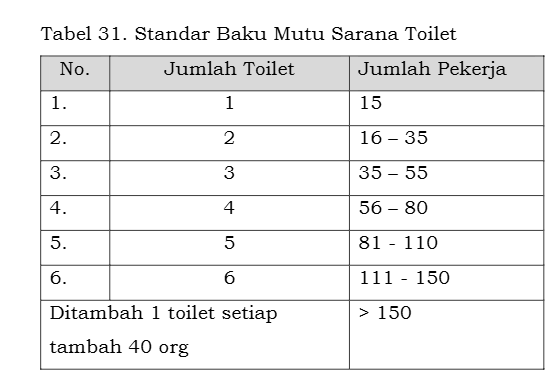 Tabel 31. Standar Baku Mutu Sarana Toilet
No. Jumlah Toilet Jumlah Pekerja
1. 1 15
2. 2 16 – 35
3. 3 35 – 55
4. 4 56 – 80
5. 5 81 - 110
6. 6 111 - 150
Ditambah 1 toilet setiap > 150
tambah 40 org